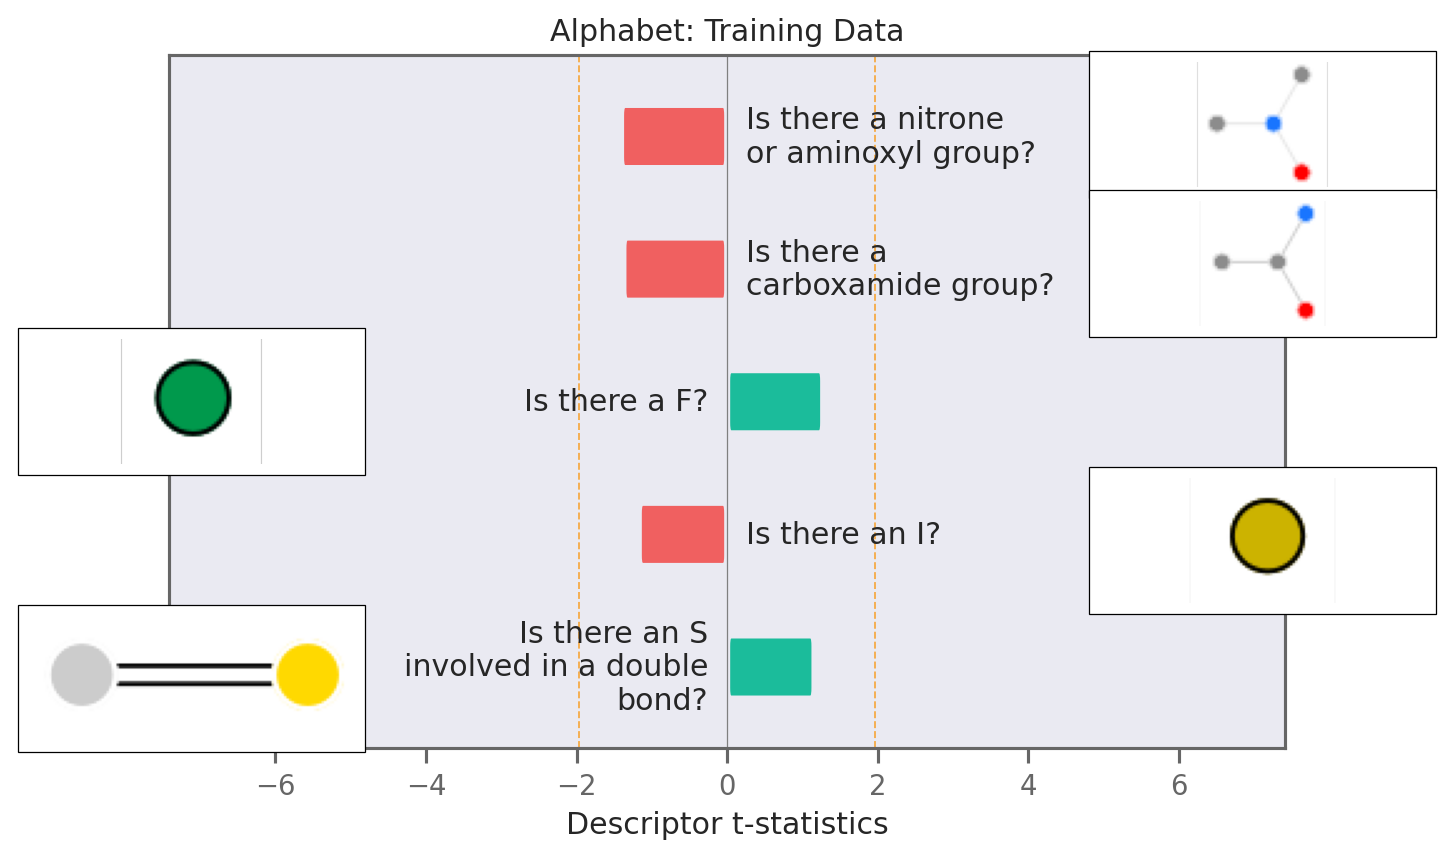 Alphabet: Training Data
Is there a nitrone
or aminoxyl group?
Is there a
carboxamide group?
Is there a F?
Is there an I?
Is there an S
involved in a double
bond?
−6 −4 −2 0 2 4 6
Descriptor t-statistics